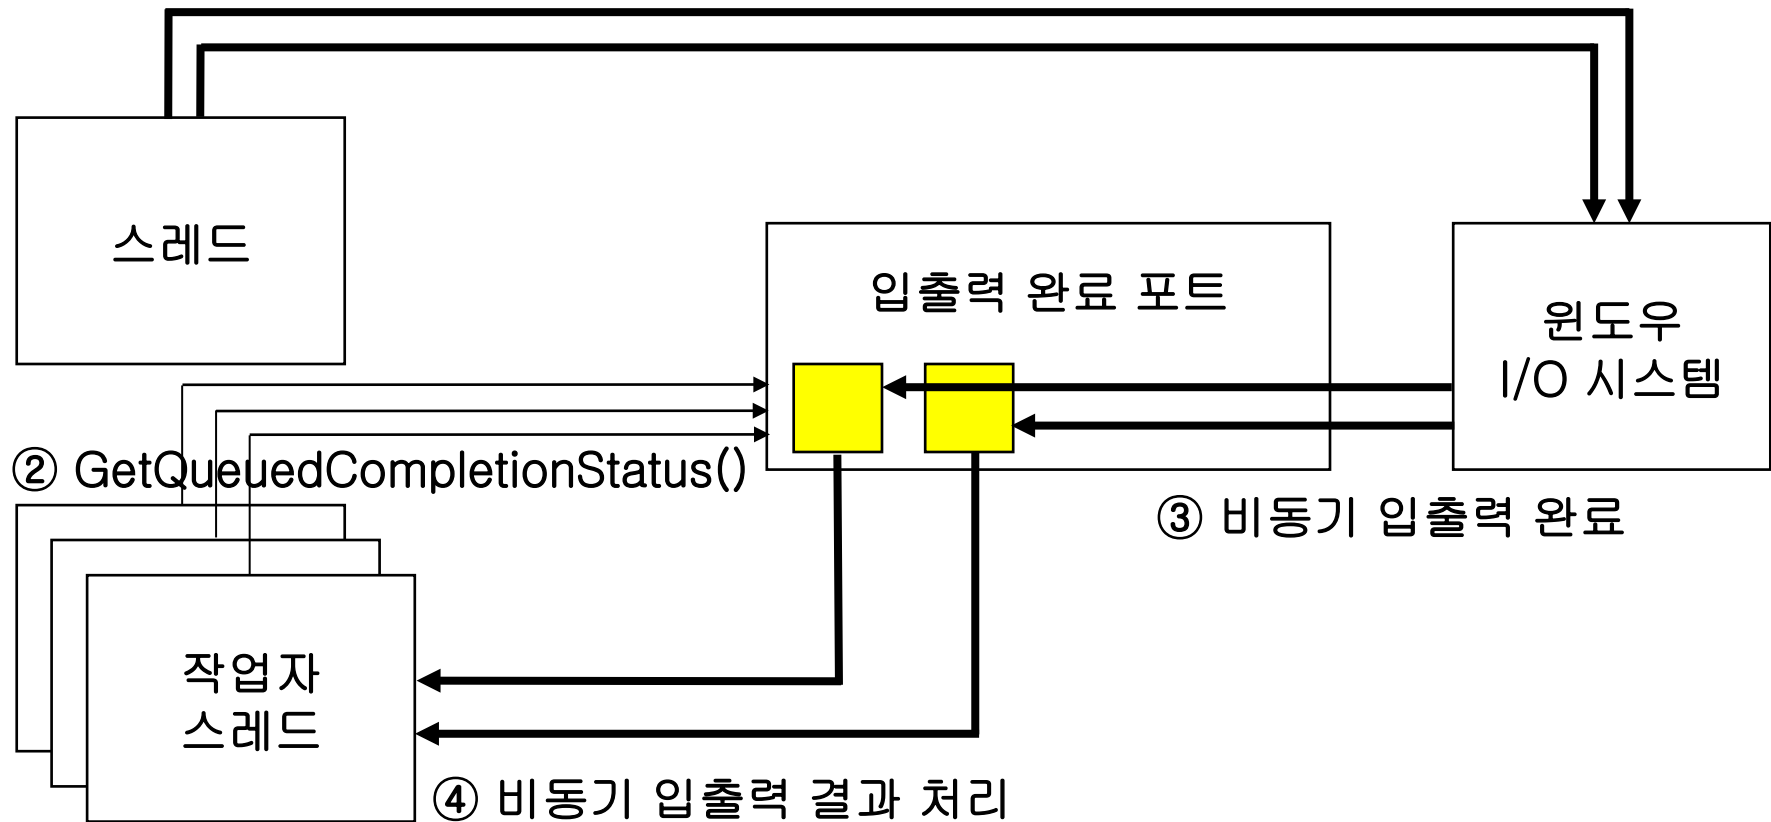 스레드
입출력 완료 포트
윈도우
I/O 시스템
② GetQueuedCompletionStatus()
③ 비동기 입출력 완료
작업자
스레드
④ 비동기 입출력 결과 처리